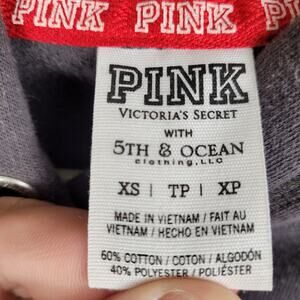 PINK PINK PINK
PINK
VICTORIA'S SECRET
WITH
5TH & OCEAN
clothing, LLC
XS | TP | XP
MADE IN VIETNAM / FAIT AU
VIETNAM / HECHO EN VIETNAM
60% COTTON / COTON / ALGODÓN
40% POLYESTER / POLIÉSTER